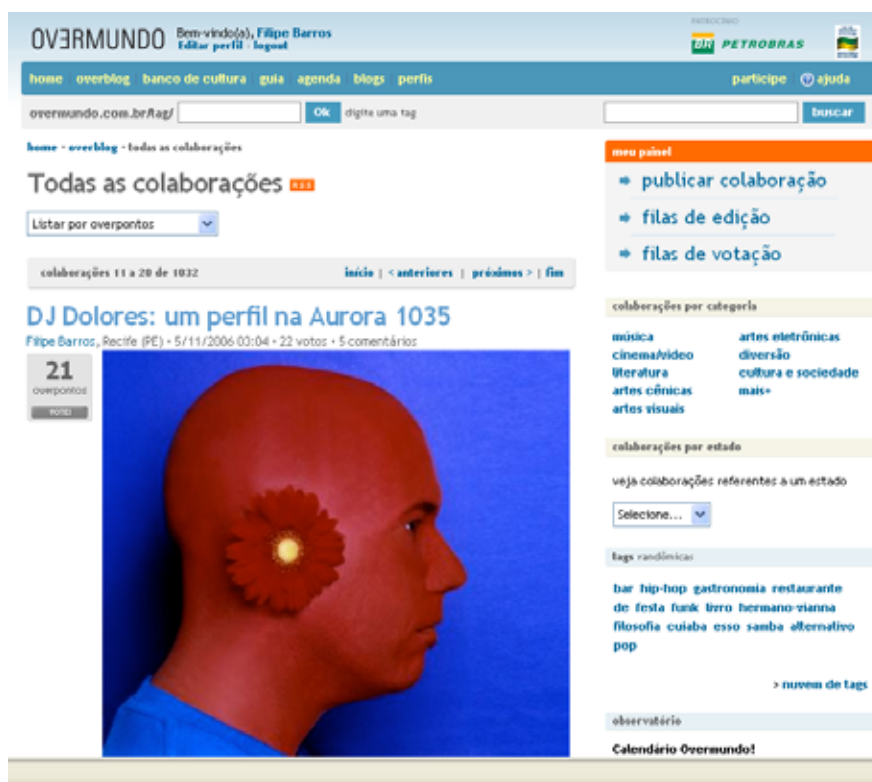 OVERMUNDO
Bem-vindo(a), Filipe Barros
Editar perfil · logout
PATROCÍNIO
BR PETROBRAS
home overblog banco de cultura guia agenda blogs perfis
participe ajuda
overmundo.com.br/tag/ Ok digite uma tag
buscar
home - overblog - todas as colaborações
Todas as colaborações RSS
Listar por overpontos
colaborações 11 a 20 de 1032
início | < anteriores | próximos > | fim
DJ Dolores: um perfil na Aurora 1035
Filipe Barros, Recife (PE) · 5/11/2006 03:04 · 22 votos · 5 comentários
21
overpontos
meu painel
publicar colaboração
filas de edição
filas de votação
colaborações por categoria
música artes eletrônicas
cinema/vídeo diversão
literatura cultura e sociedade
artes cênicas mais+
artes visuais
colaborações por estado
veja colaborações referentes a um estado
Selecione...
tags randômicas
bar hip-hop gastronomia restaurante
de festa funk livro hermano-vianna
filosofia cuiaba esso samba alternativo
pop
> nuvem de tags
observatório
Calendário Overmundo!